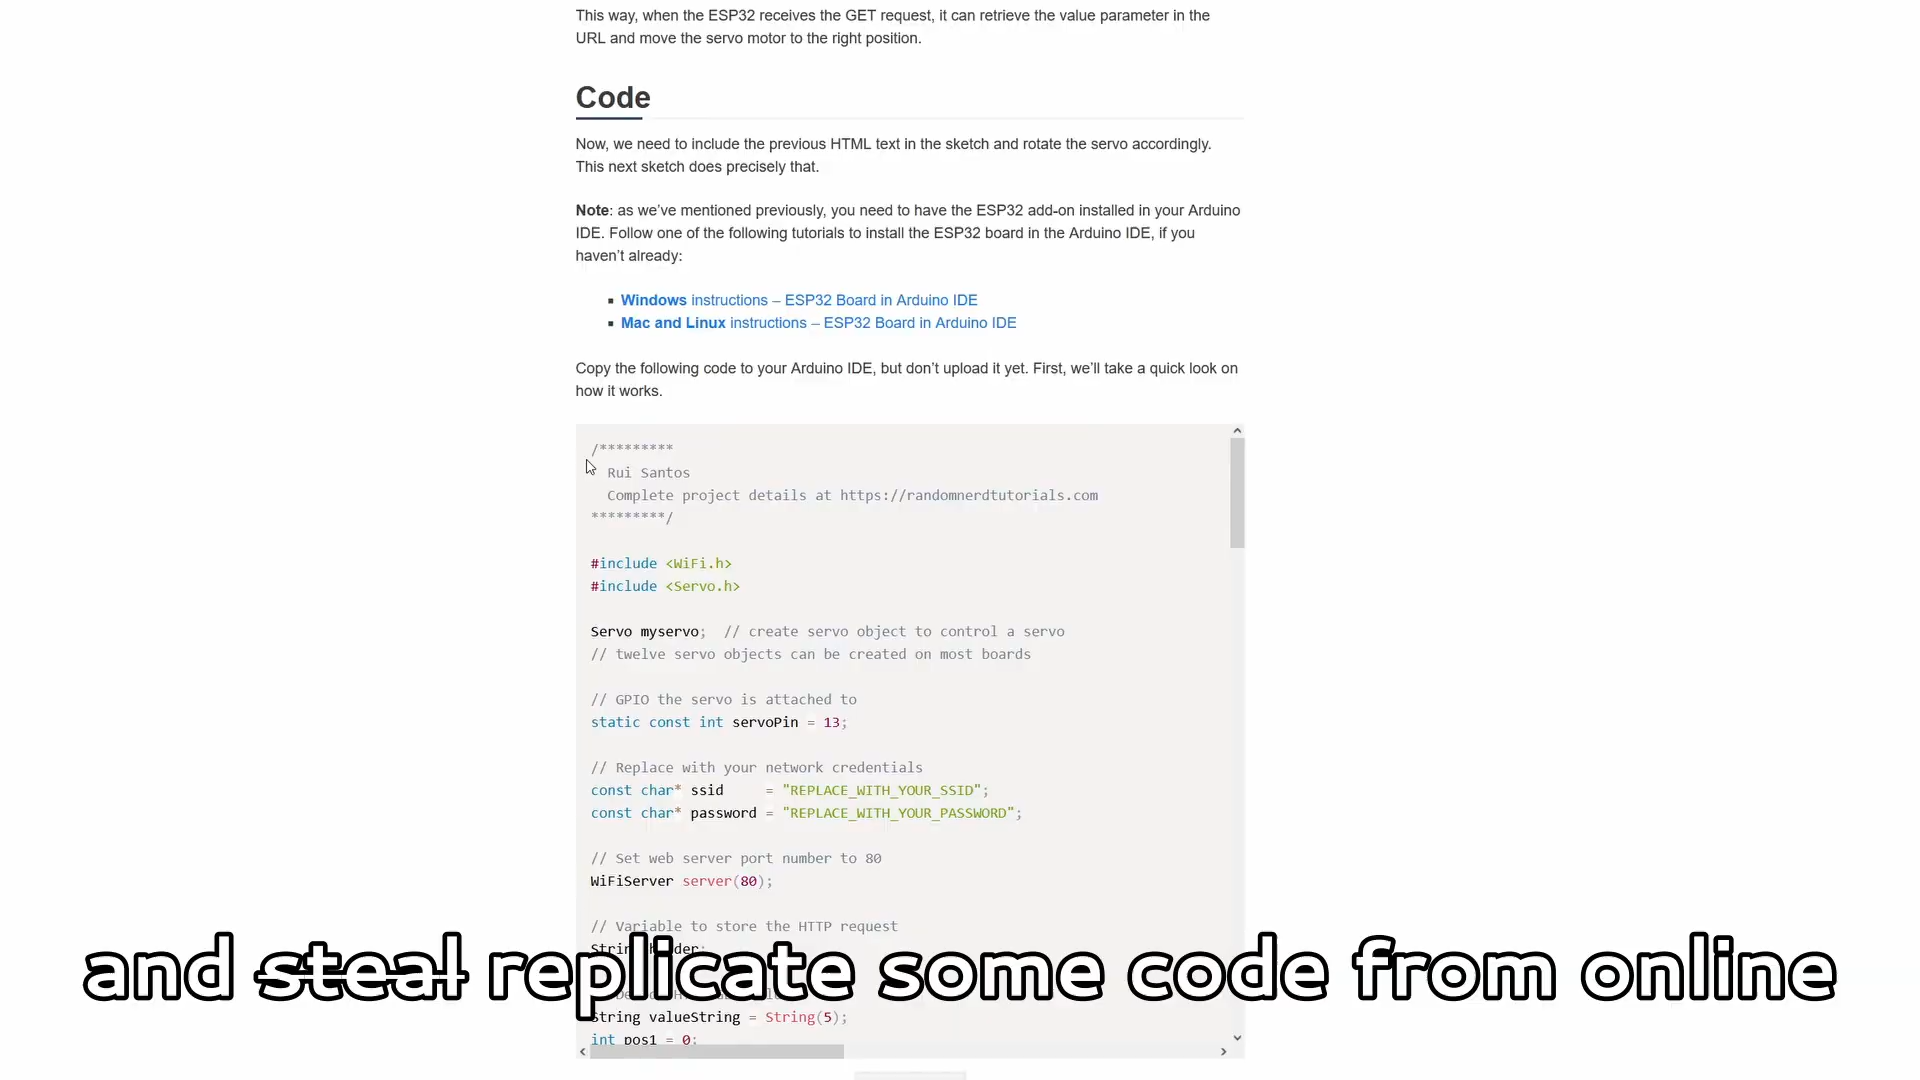 This way, when the ESP32 receives the GET request, it can retrieve the value parameter in the
URL and move the servo motor to the right position.
Code
Now, we need to include the previous HTML text in the sketch and rotate the servo accordingly.
This next sketch does precisely that.
Note: as we’ve mentioned previously, you need to have the ESP32 add-on installed in your Arduino
IDE. Follow one of the following tutorials to install the ESP32 board in the Arduino IDE, if you
haven’t already:
Windows instructions – ESP32 Board in Arduino IDE
Mac and Linux instructions – ESP32 Board in Arduino IDE
Copy the following code to your Arduino IDE, but don’t upload it yet. First, we’ll take a quick look on
how it works.
/*********
Rui Santos
Complete project details at https://randomnerdtutorials.com
*********/
#include <WiFi.h>
#include <Servo.h>
Servo myservo;  // create servo object to control a servo
// twelve servo objects can be created on most boards
// GPIO the servo is attached to
static const int servoPin = 13;
// Replace with your network credentials
const char* ssid     = "REPLACE_WITH_YOUR_SSID";
const char* password = "REPLACE_WITH_YOUR_PASSWORD";
// Set web server port number to 80
WiFiServer server(80);
// Variable to store the HTTP request
and steal replicate some code from online
String valueString = String(5);
int pos1 = 0;